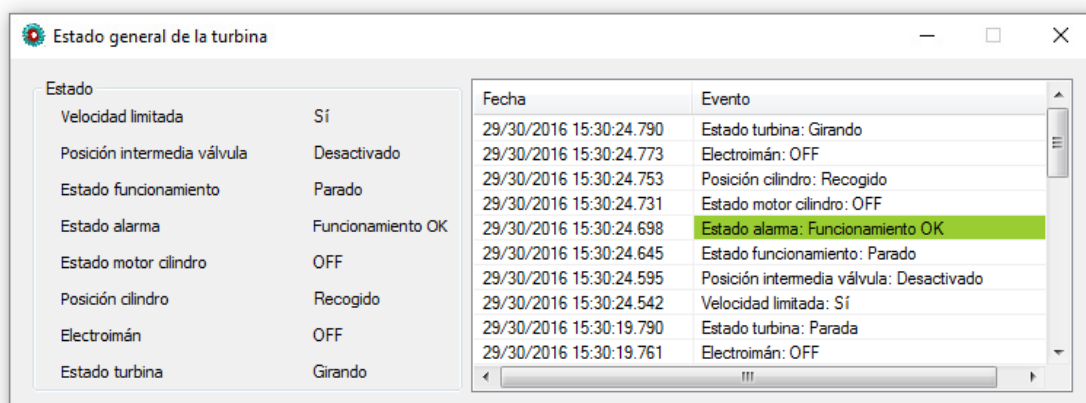 Estado general de la turbina
Estado
Velocidad limitada Sí
Posición intermedia válvula Desactivado
Estado funcionamiento Parado
Estado alarma Funcionamiento OK
Estado motor cilindro OFF
Posición cilindro Recogido
Electroimán OFF
Estado turbina Girando
Fecha Evento
29/30/2016 15:30:24.790 Estado turbina: Girando
29/30/2016 15:30:24.773 Electroimán: OFF
29/30/2016 15:30:24.753 Posición cilindro: Recogido
29/30/2016 15:30:24.731 Estado motor cilindro: OFF
29/30/2016 15:30:24.698 Estado alarma: Funcionamiento OK
29/30/2016 15:30:24.645 Estado funcionamiento: Parado
29/30/2016 15:30:24.595 Posición intermedia válvula: Desactivado
29/30/2016 15:30:24.542 Velocidad limitada: Sí
29/30/2016 15:30:19.790 Estado turbina: Parada
29/30/2016 15:30:19.761 Electroimán: OFF